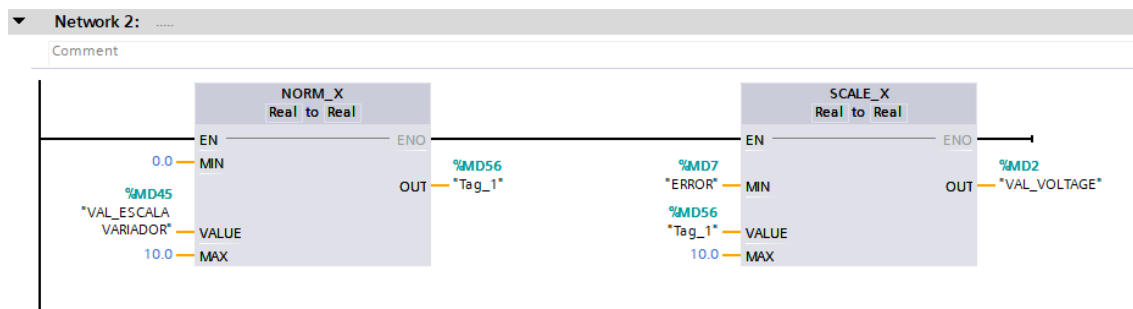 Network 2: .....
Comment
NORM_X
Real to Real
EN ENO
0.0 MIN
%MD56
OUT "Tag_1"
%MD45
"VAL_ESCALA
VARIADOR" VALUE
10.0 MAX
SCALE_X
Real to Real
EN ENO
%MD7
"ERROR" MIN
%MD2
OUT "VAL_VOLTAGE"
%MD56
"Tag_1" VALUE
10.0 MAX